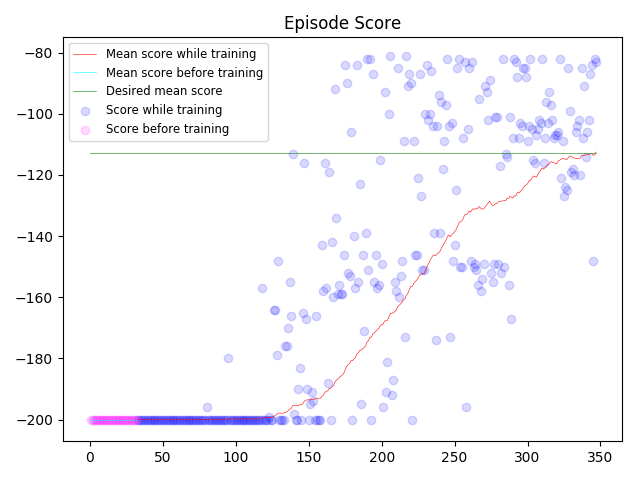 Episode Score
Mean score while training
Mean score before training
Desired mean score
Score while training
Score before training
−80
−100
−120
−140
−160
−180
−200
0 50 100 150 200 250 300 350